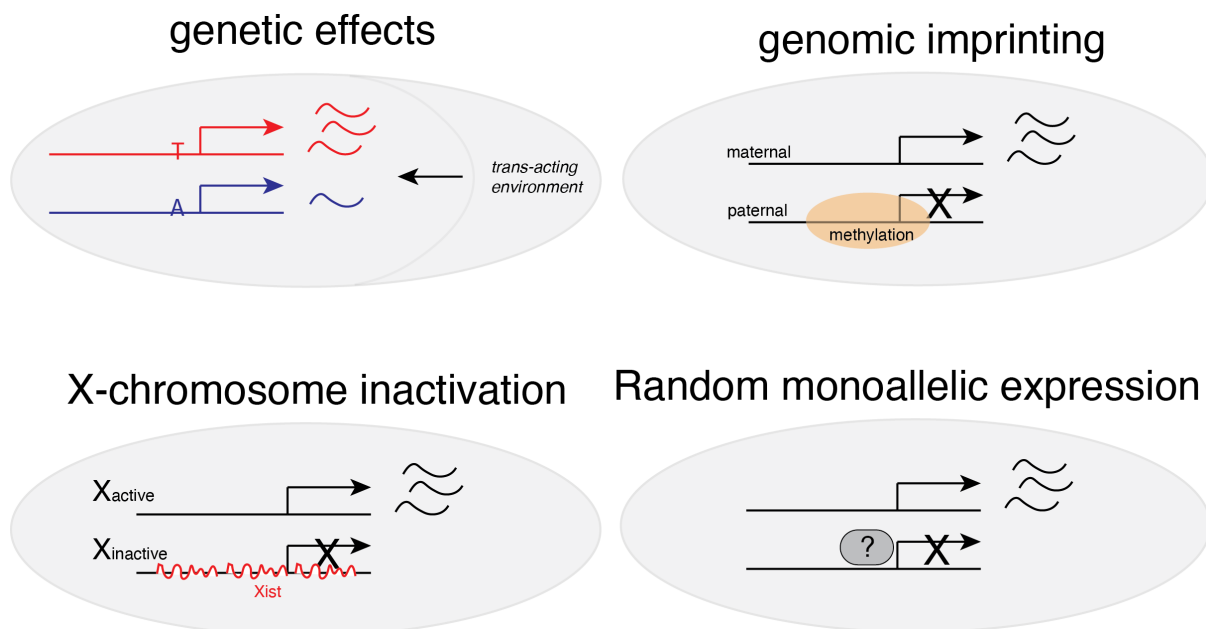 genetic effects
T
A
trans-acting
environment
genomic imprinting
maternal
X
paternal
methylation
X-chromosome inactivation
Xactive
Xinactive
X
Xist
Random monoallelic expression
?
X